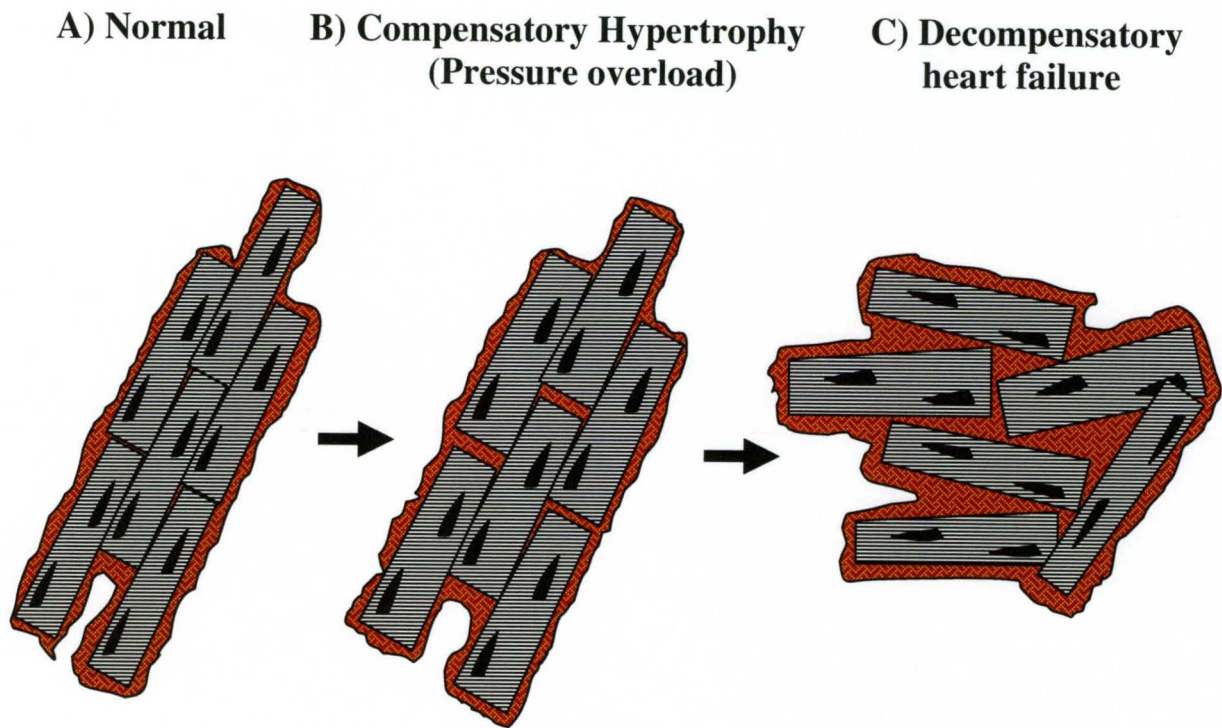 A) Normal
B) Compensatory Hypertrophy
(Pressure overload)
C) Decompensatory
heart failure